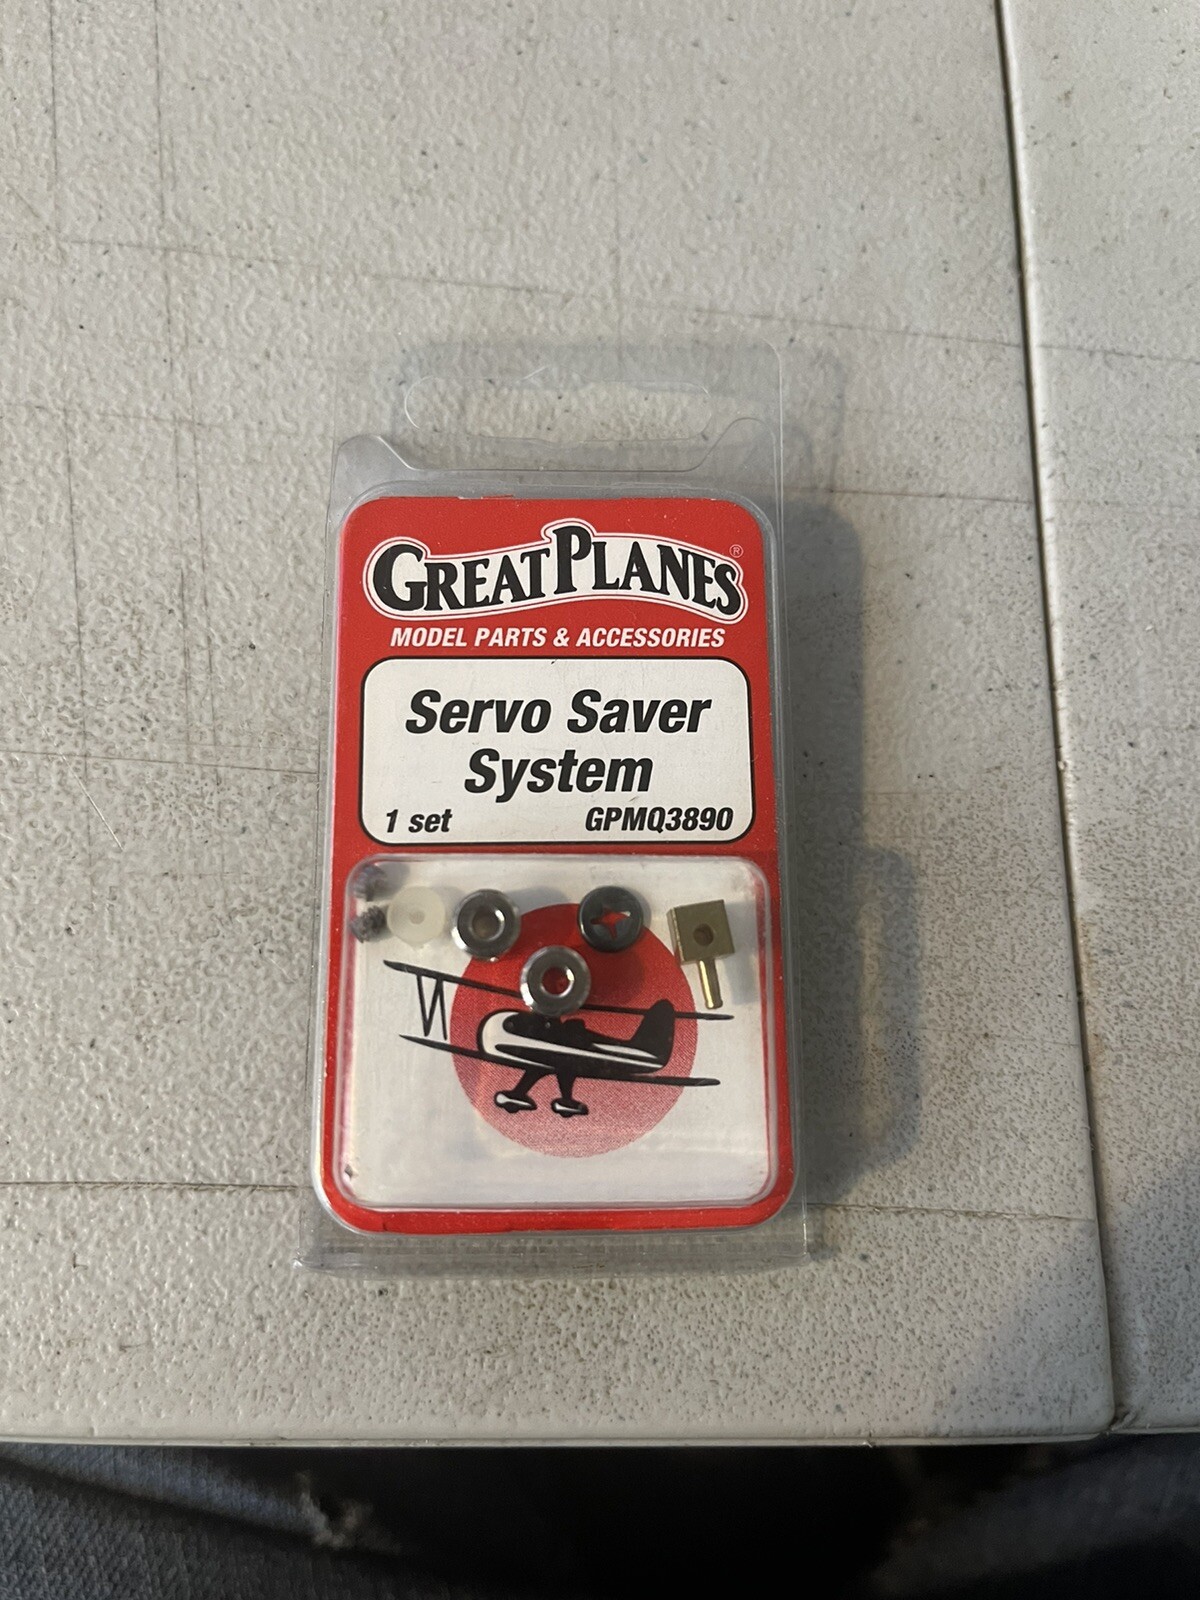 GREAT PLANES®
MODEL PARTS & ACCESSORIES
Servo Saver
System
1 set GPMQ3890